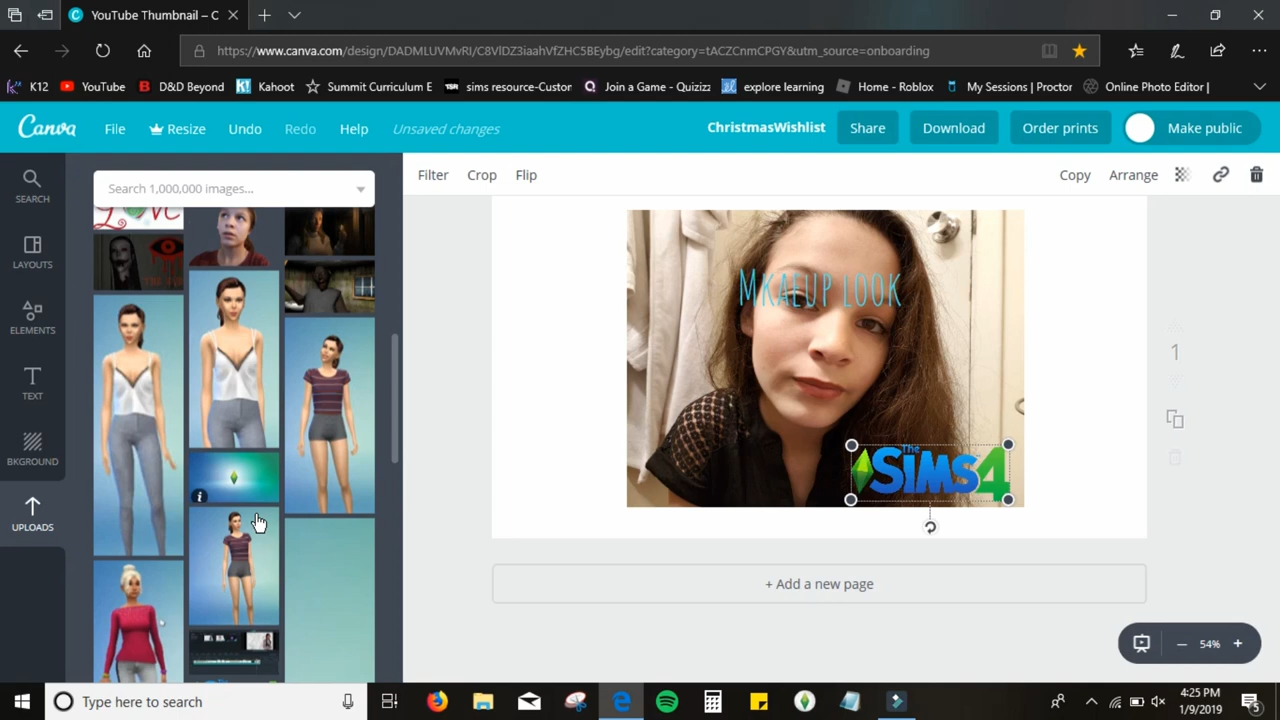 YouTube Thumbnail – C
https://www.canva.com/design/DADMLUVMvRI/C8VlDZ3iaahVfZHC5BEybg/edit?category=tACZCnmCPGY&utm_source=onboarding
K12 YouTube D&D Beyond Kahoot Summit Curriculum E sims resource-Custor Join a Game - Quizizz explore learning Home - Roblox My Sessions | Proctor Online Photo Editor |
Canva File Resize Undo Redo Help Unsaved changes ChristmasWishlist Share Download Order prints Make public
Search 1,000,000 images...
Filter Crop Flip Copy Arrange
SEARCH
LAYOUTS
ELEMENTS
TEXT
BKGROUND
UPLOADS
LOVE
MKAEUP LOOK
The
SIMS4
1
+ Add a new page
54%
Type here to search
4:25 PM
1/9/2019
5